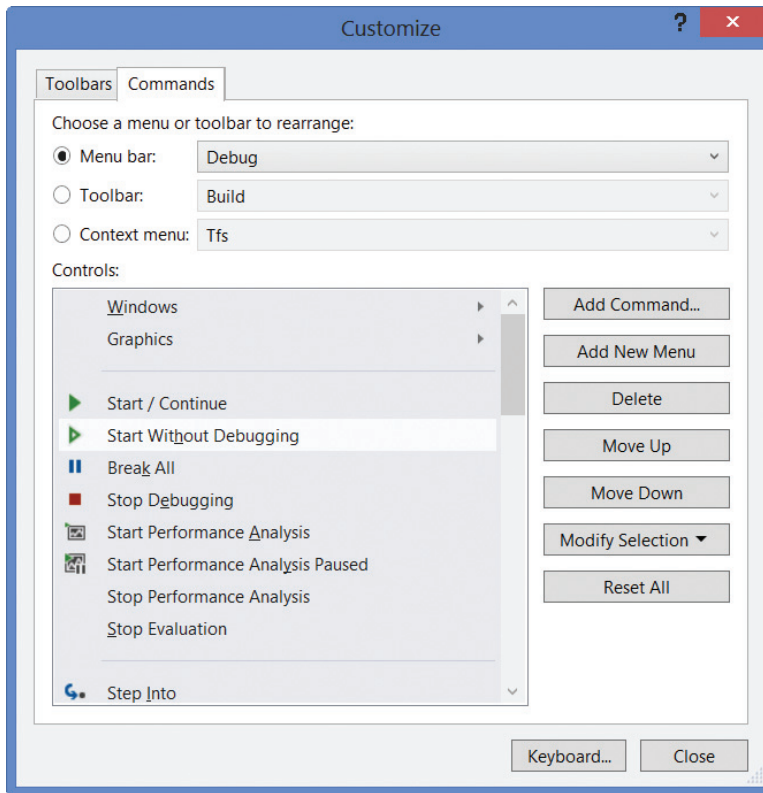 Customize ?
Toolbars Commands
Choose a menu or toolbar to rearrange:
Menu bar: Debug
Toolbar: Build
Context menu: Tfs
Controls:
Windows
Graphics
Start / Continue
Start Without Debugging
Break All
Stop Debugging
Start Performance Analysis
Start Performance Analysis Paused
Stop Performance Analysis
Stop Evaluation
Step Into
Add Command...
Add New Menu
Delete
Move Up
Move Down
Modify Selection
Reset All
Keyboard... Close